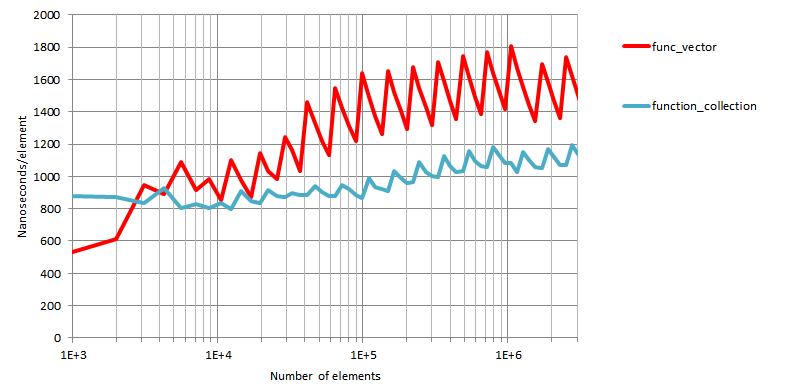 2000
1800
1600
1400
1200
1000
800
600
400
200
0
Nanoseconds/element
1E+3
1E+4
1E+5
1E+6
Number of elements
func_vector
function_collection